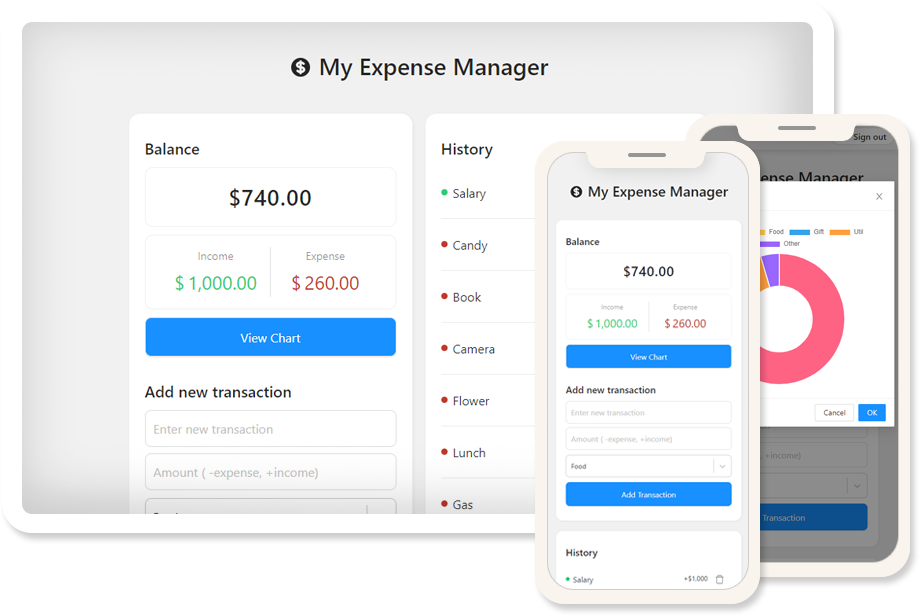 My Expense Manager
Balance
$740.00
Income Expense
$ 1,000.00 $ 260.00
View Chart
Add new transaction
Enter new transaction
Amount ( -expense, +income)
History
Salary
Candy
Book
Camera
Flower
Lunch
Gas
My Expense Manager
Balance
$740.00
Income Expense
$ 1,000.00 $ 260.00
View Chart
Add new transaction
Enter new transaction
Amount ( -expense, +income)
Food
Add Transaction
History
Salary +$1,000
Sign out
Manager
Food Gift Util
Other
Cancel OK
+income)
Transaction